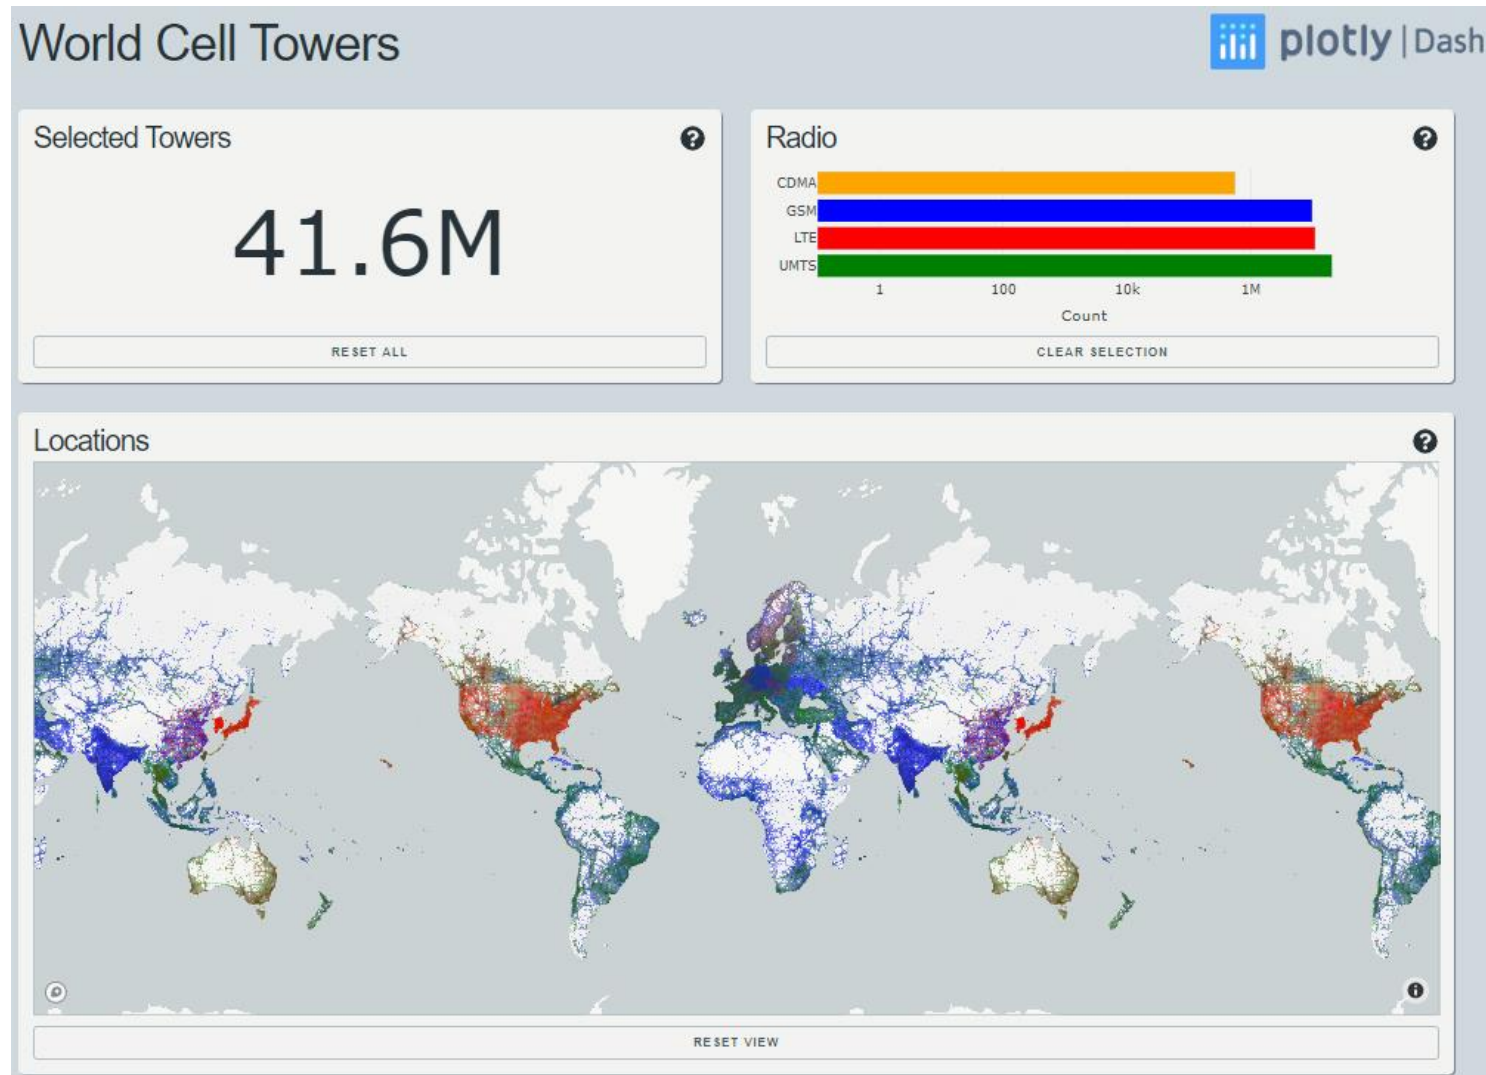 World Cell Towers
plotly | Dash
Selected Towers
41.6M
RESET ALL
Radio
CDMA
GSM
LTE
UMTS
1 100 10k 1M
Count
CLEAR SELECTION
Locations
RESET VIEW